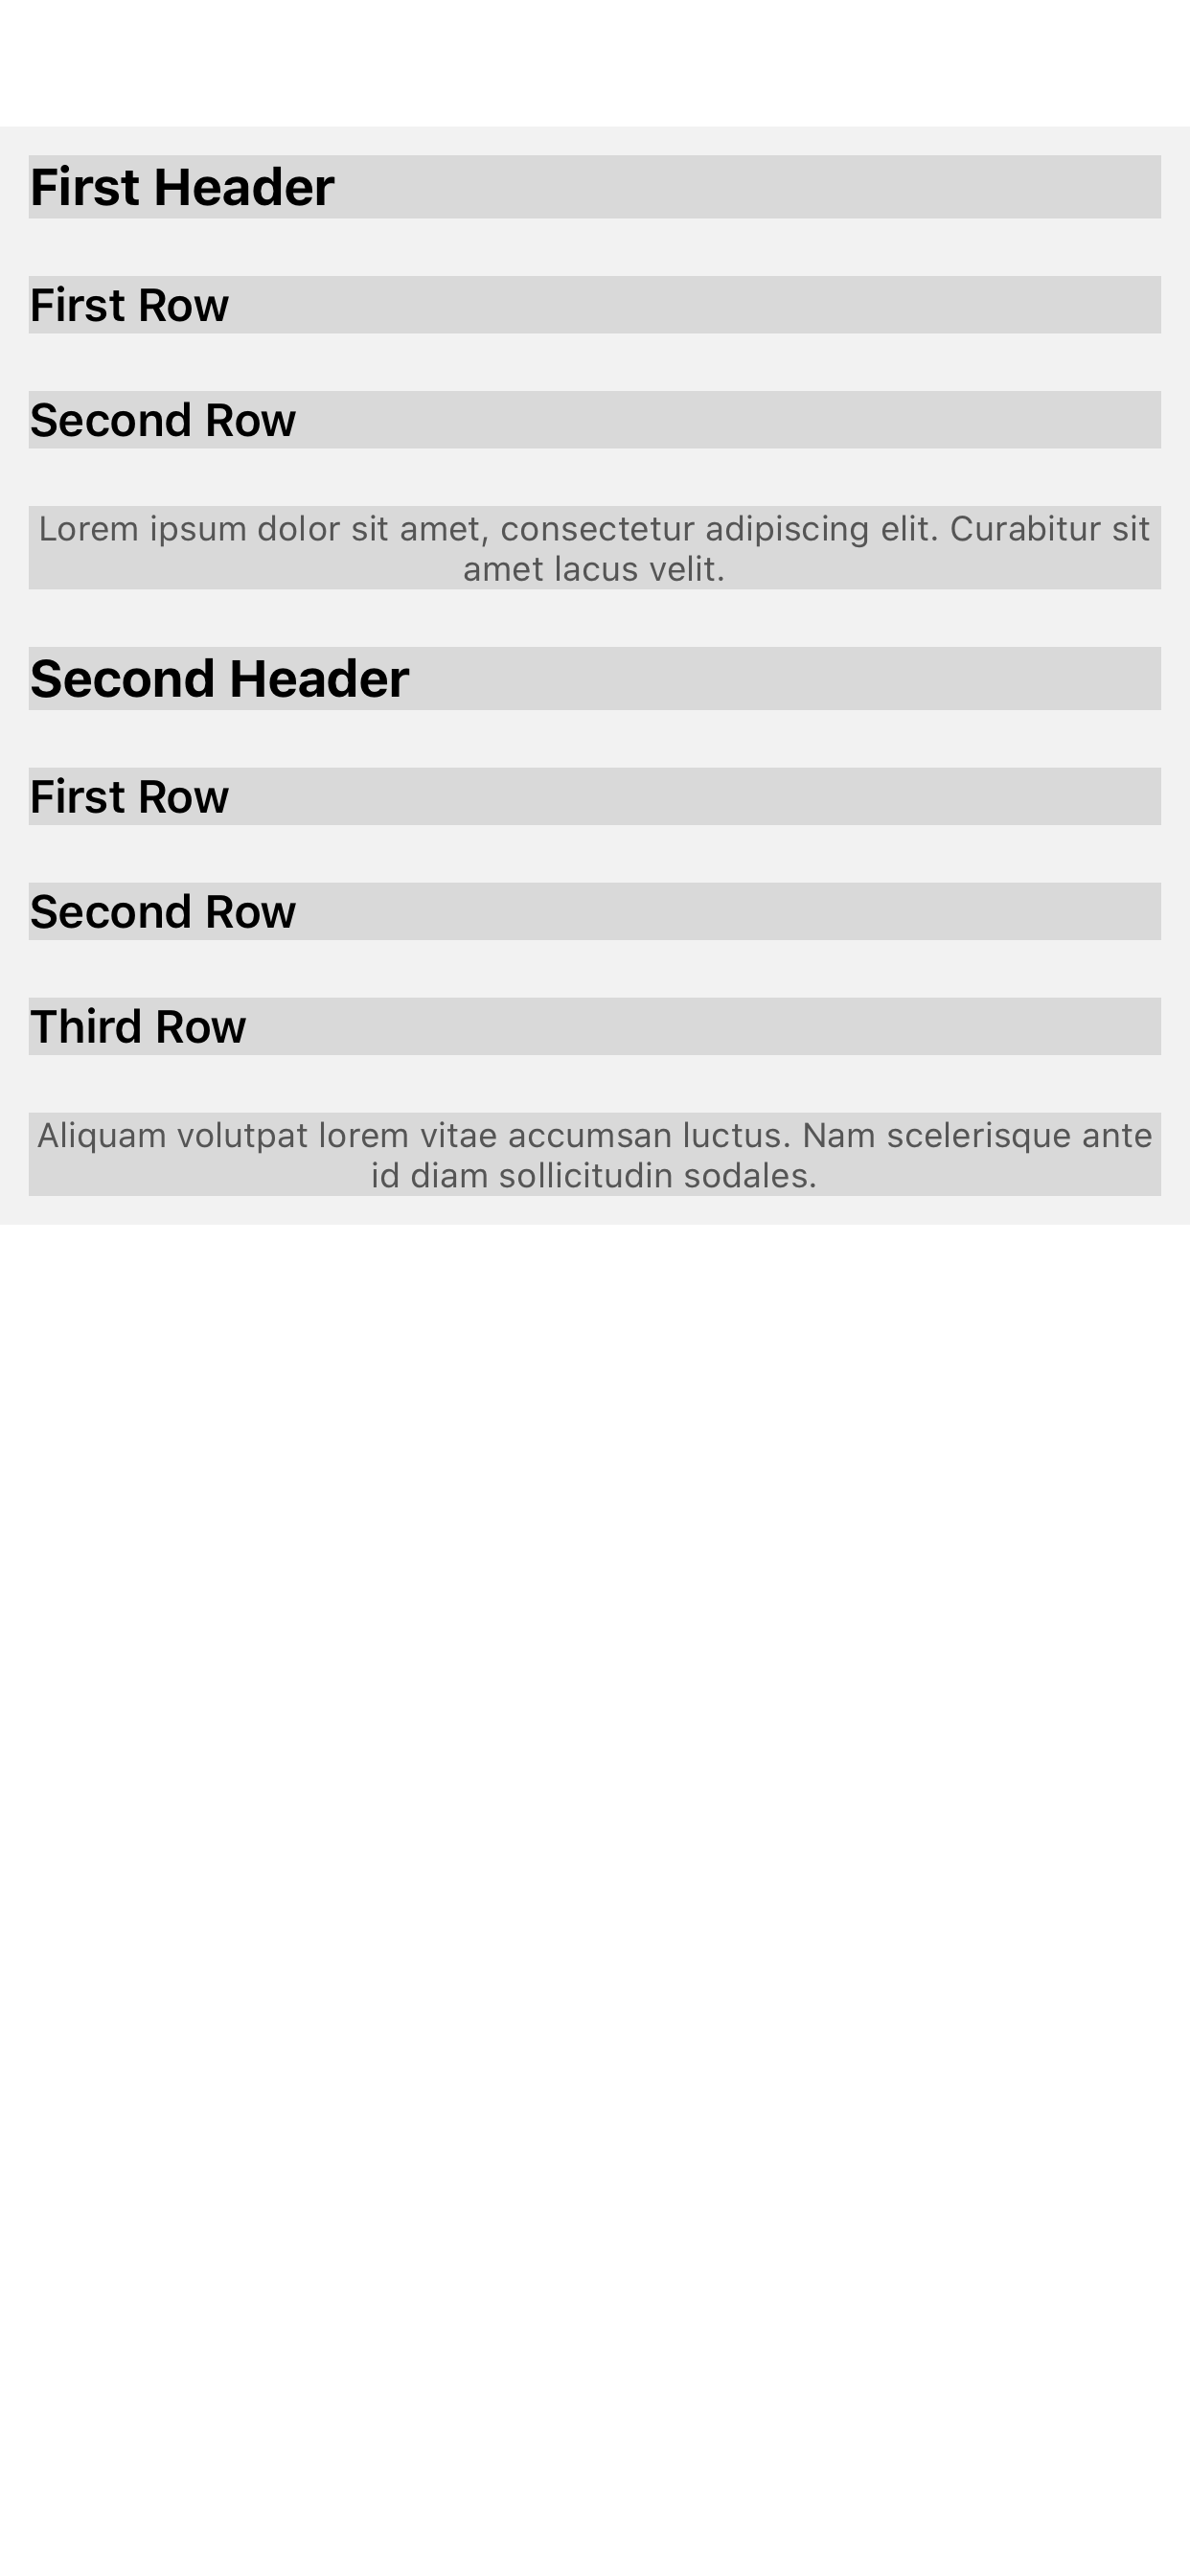 First Header
First Row
Second Row
Lorem ipsum dolor sit amet, consectetur adipiscing elit. Curabitur sit
amet lacus velit.
Second Header
First Row
Second Row
Third Row
Aliquam volutpat lorem vitae accumsan luctus. Nam scelerisque ante
id diam sollicitudin sodales.